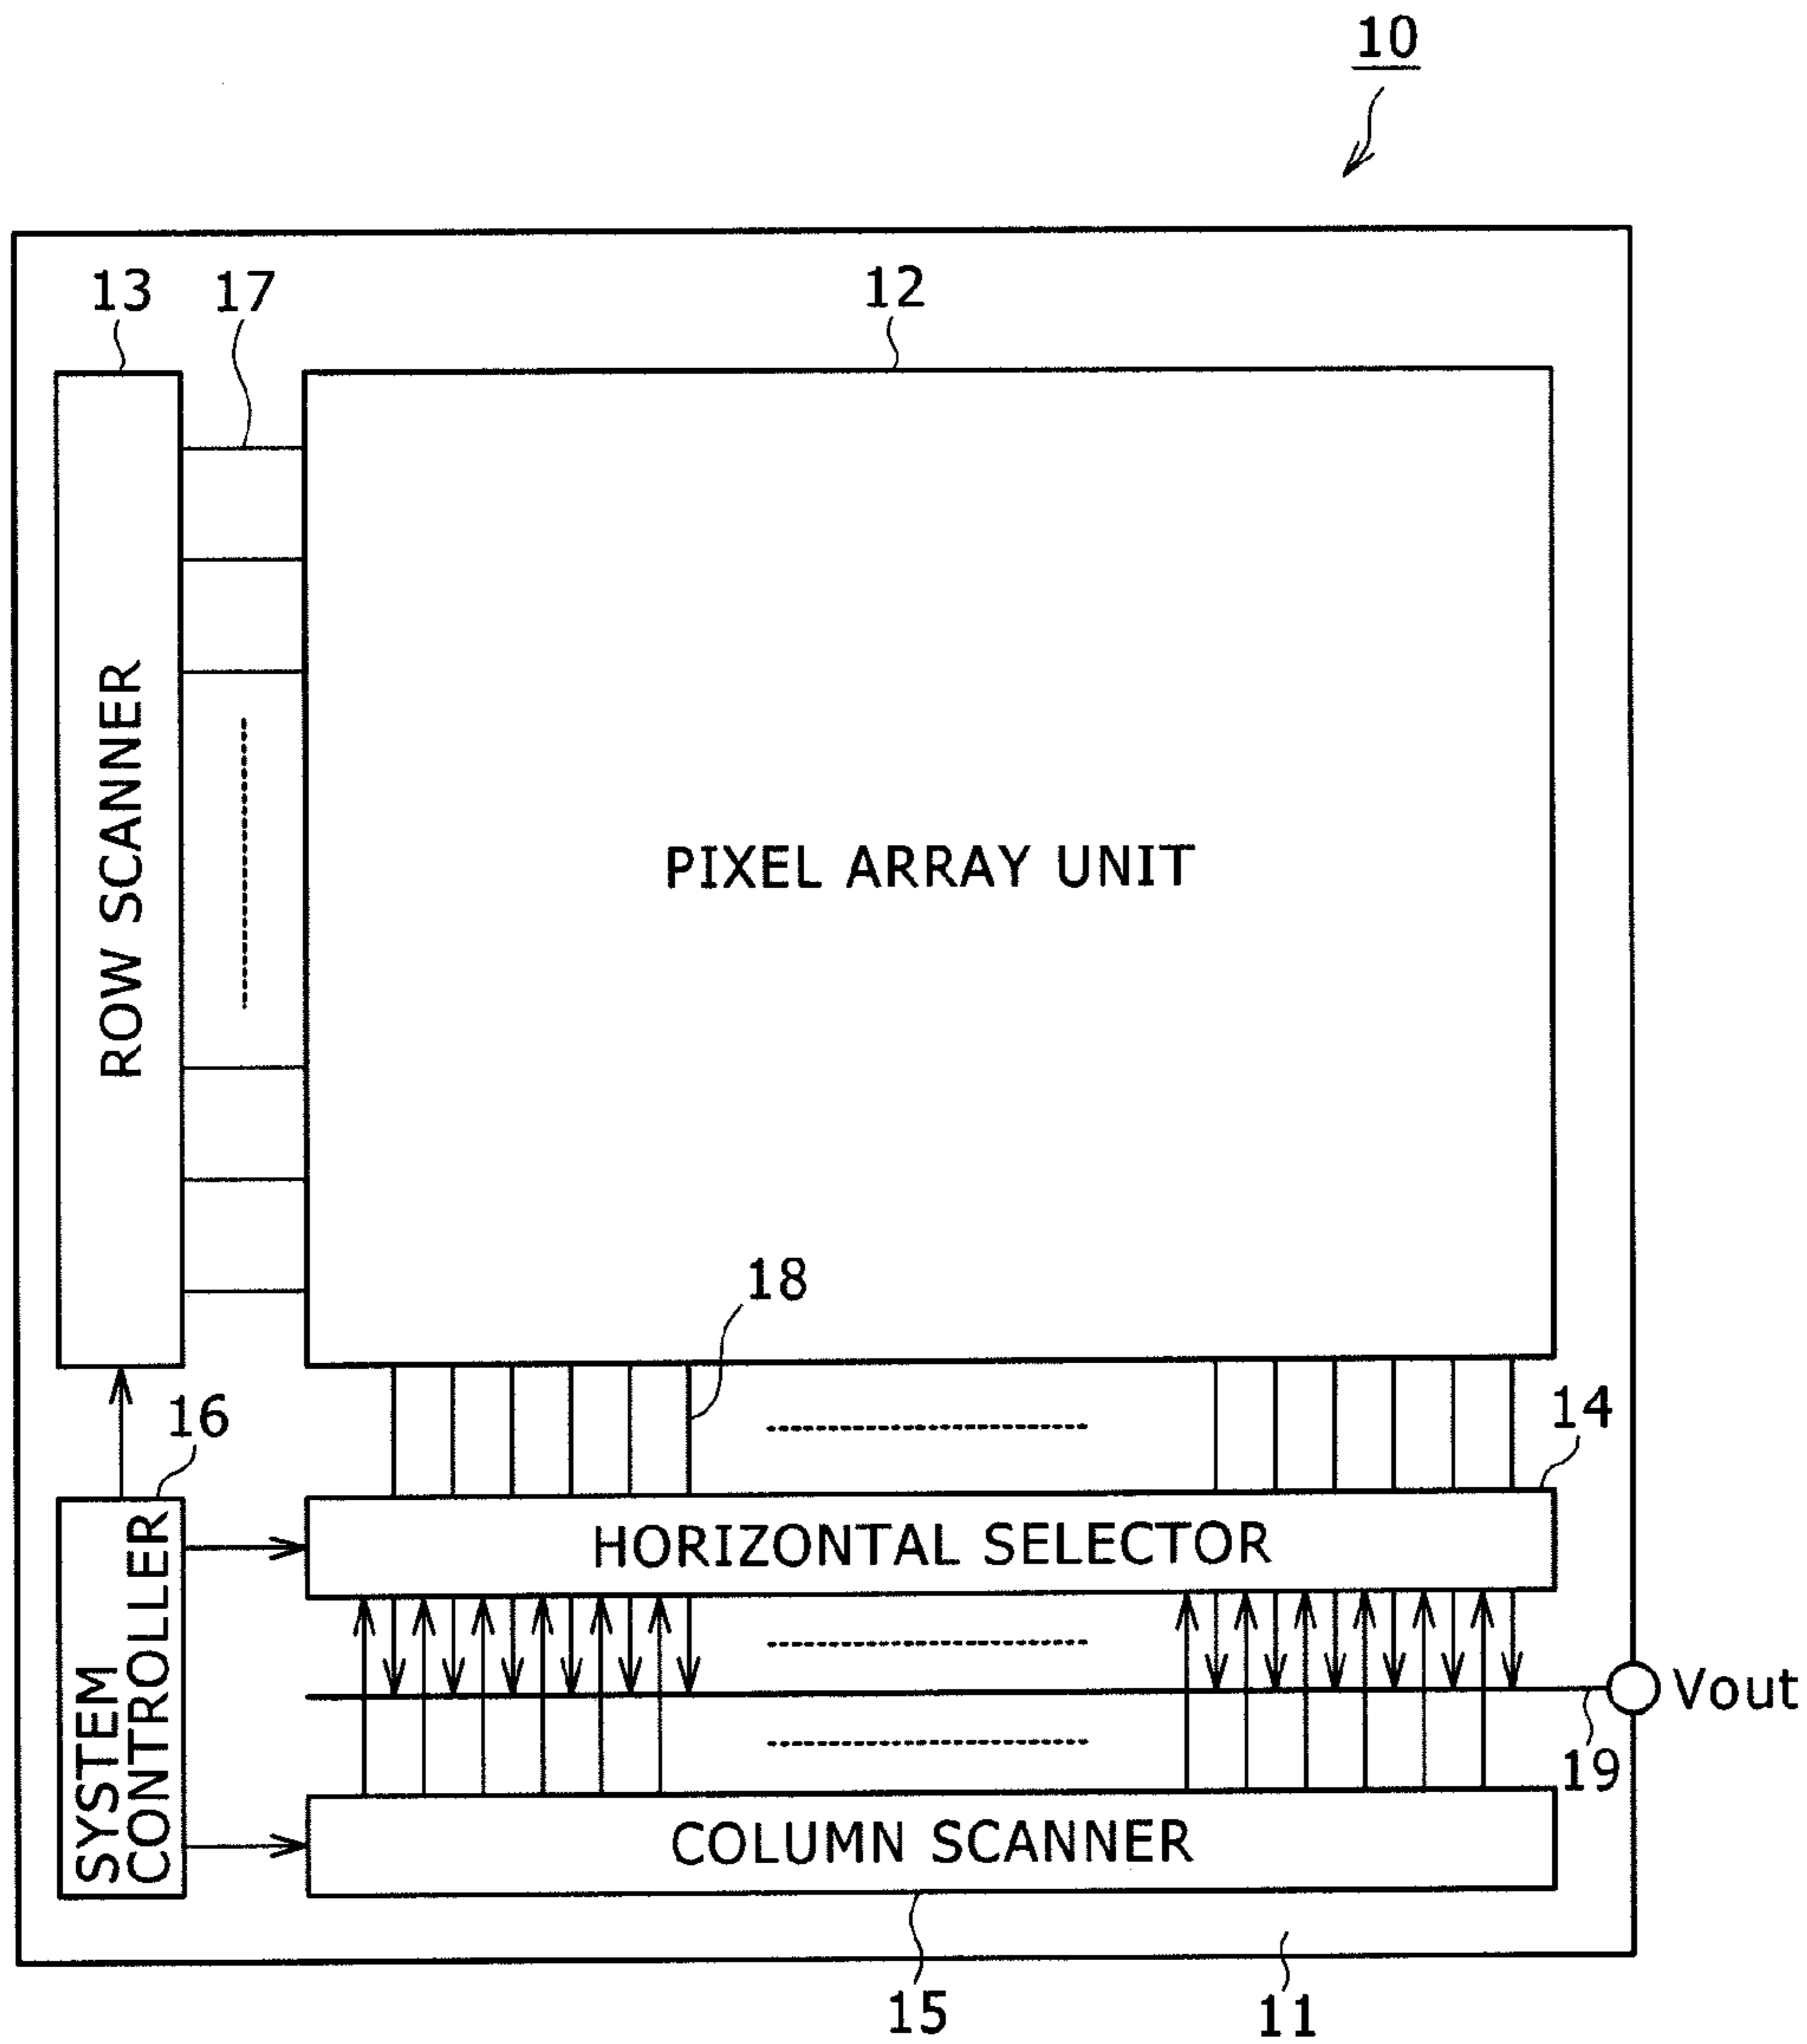 10
13
17
12
ROW SCANNER
PIXEL ARRAY UNIT
18
16
14
HORIZONTAL SELECTOR
SYSTEM
CONTROLLER
Vout
19
COLUMN SCANNER
15
11